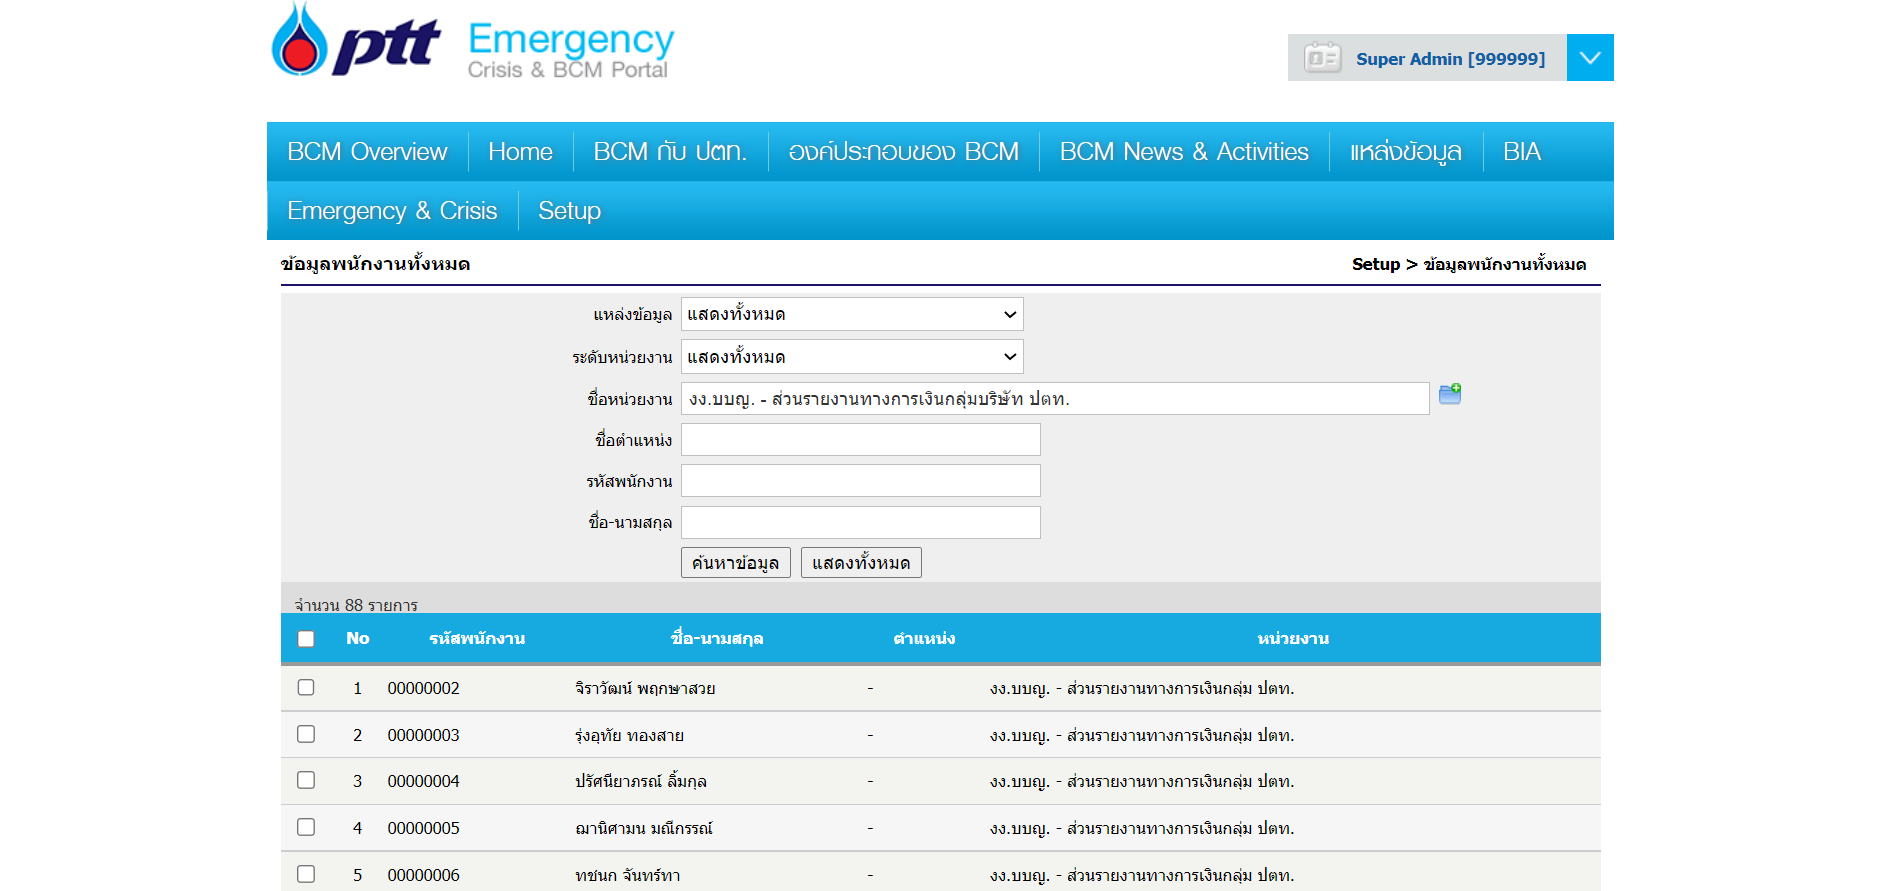 ptt Emergency
Crisis & BCM Portal
Super Admin [999999]
BCM Overview Home BCM กับ ปตท. องค์ประกอบของ BCM BCM News & Activities แหล่งข้อมูล BIA
Emergency & Crisis Setup
ข้อมูลพนักงานทั้งหมด Setup > ข้อมูลพนักงานทั้งหมด
แหล่งข้อมูล แสดงทั้งหมด
ระดับหน่วยงาน แสดงทั้งหมด
ชื่อหน่วยงาน งง.บบญ. - ส่วนรายงานทางการเงินกลุ่มบริษัท ปตท.
ชื่อตำแหน่ง
รหัสพนักงาน
ชื่อ-นามสกุล
ค้นหาข้อมูล แสดงทั้งหมด
จำนวน 88 รายการ
No รหัสพนักงาน ชื่อ-นามสกุล ตำแหน่ง หน่วยงาน
1 00000002 จิราวัฒน์ พฤกษาสวย - งง.บบญ. - ส่วนรายงานทางการเงินกลุ่ม ปตท.
2 00000003 รุ่งอุทัย ทองสาย - งง.บบญ. - ส่วนรายงานทางการเงินกลุ่ม ปตท.
3 00000004 ปรัศนียาภรณ์ ลิ้มกุล - งง.บบญ. - ส่วนรายงานทางการเงินกลุ่ม ปตท.
4 00000005 ฌานิศามน มณีกรรณ์ - งง.บบญ. - ส่วนรายงานทางการเงินกลุ่ม ปตท.
5 00000006 ทชนก จันทร์ทา - งง.บบญ. - ส่วนรายงานทางการเงินกลุ่ม ปตท.